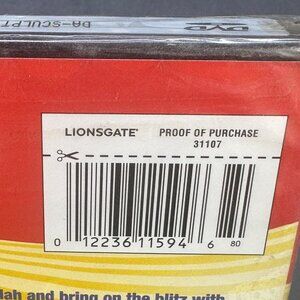 DA-SCULPT
DVD
LIONSGATE® PROOF OF PURCHASE
31107
0 12236 11594 6 80
lah and bring on the blitz with